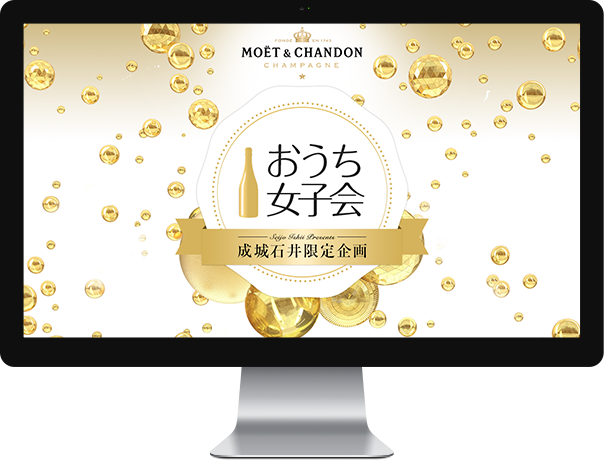 FONDÉ EN 1743
MOËT & CHANDON
CHAMPAGNE
おうち
女子会
Seijo Ishii Presents
成城石井限定企画